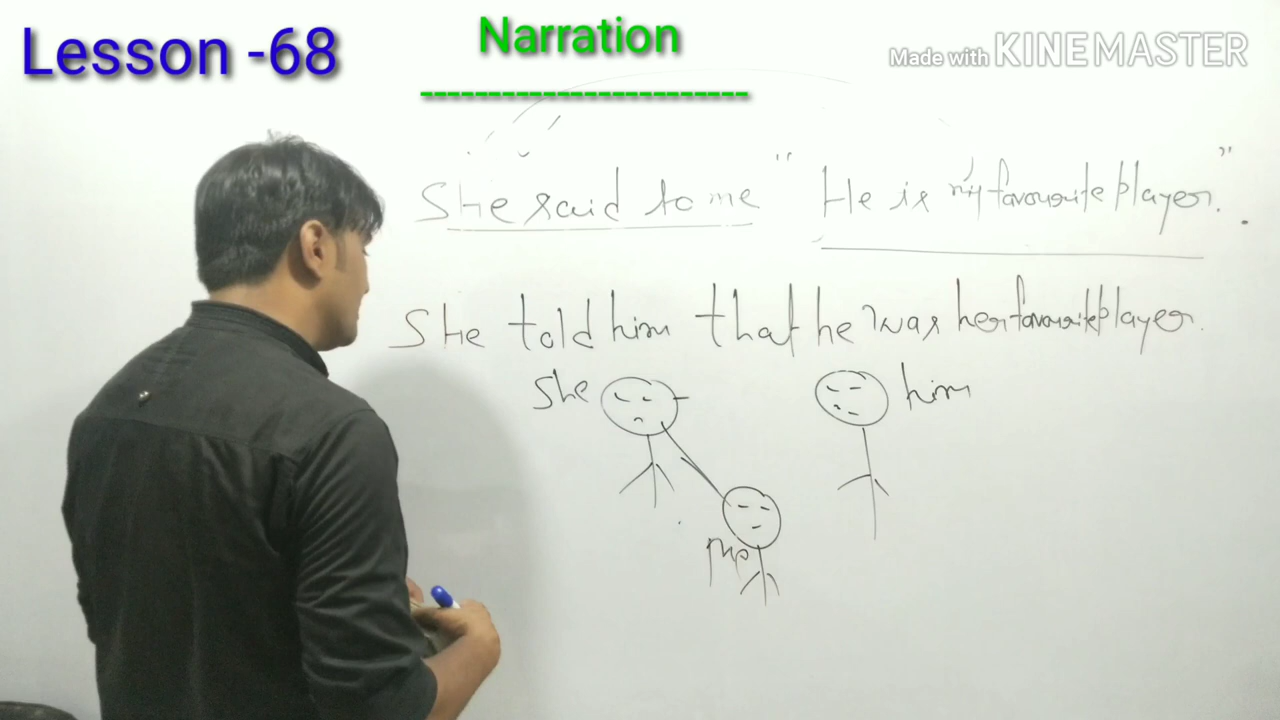 Lesson -68
Narration
Made with KINEMASTER
She said to me " He is my favourite player."
She told him that he was her favourite player.
She
him
me